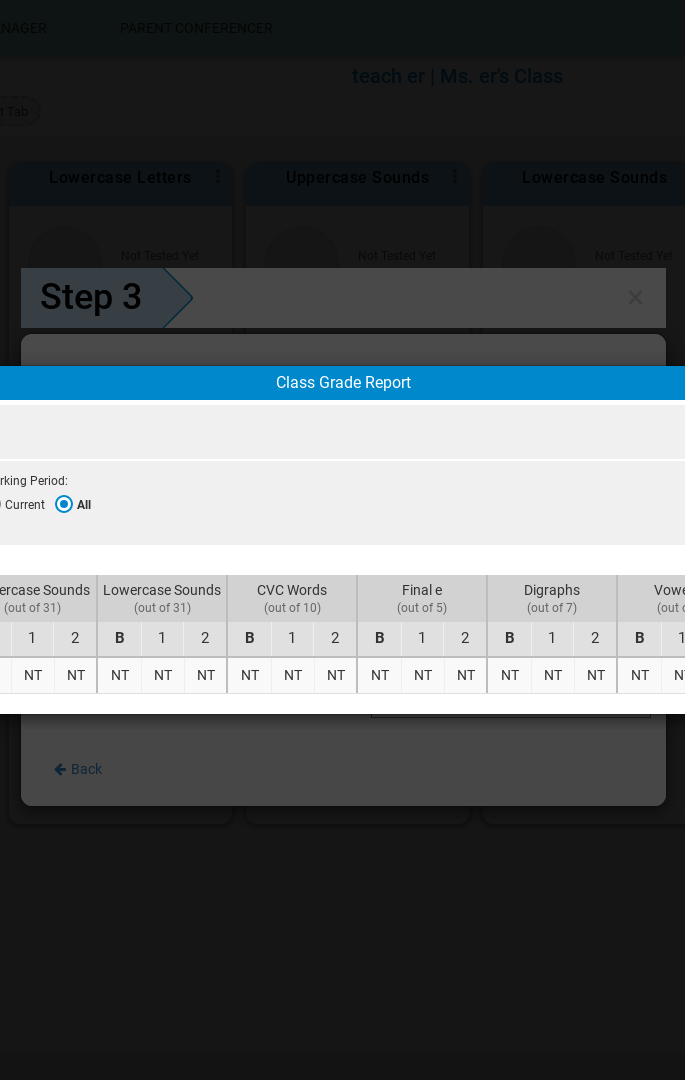 NAGER PARENT CONFERENCER
teach er | Ms. er's Class
t Tab
Lowercase Letters Uppercase Sounds Lowercase Sounds
Not Tested Yet Not Tested Yet Not Tested Yet
Step 3 ×
Class Grade Report
rking Period:
Current All
ercase Sounds Lowercase Sounds CVC Words Final e Digraphs Vowe
(out of 31) (out of 31) (out of 10) (out of 5) (out of 7) (out o
1 2 B 1 2 B 1 2 B 1 2 B 1 2 B 1
NT NT NT NT NT NT NT NT NT NT NT NT NT NT NT NT
Back